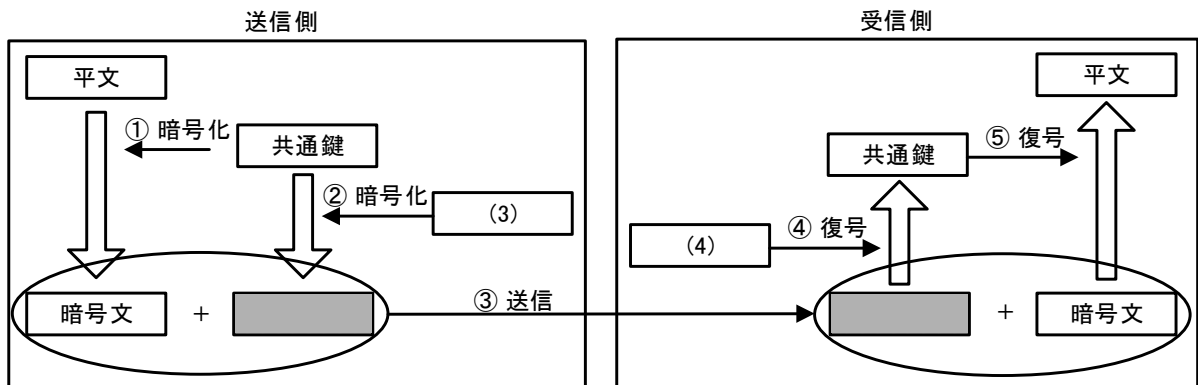 送信側
受信側
平文
① 暗号化
共通鍵
② 暗号化
(3)
暗号文
+
③ 送信
平文
共通鍵
⑤ 復号
(4)
④ 復号
+
暗号文